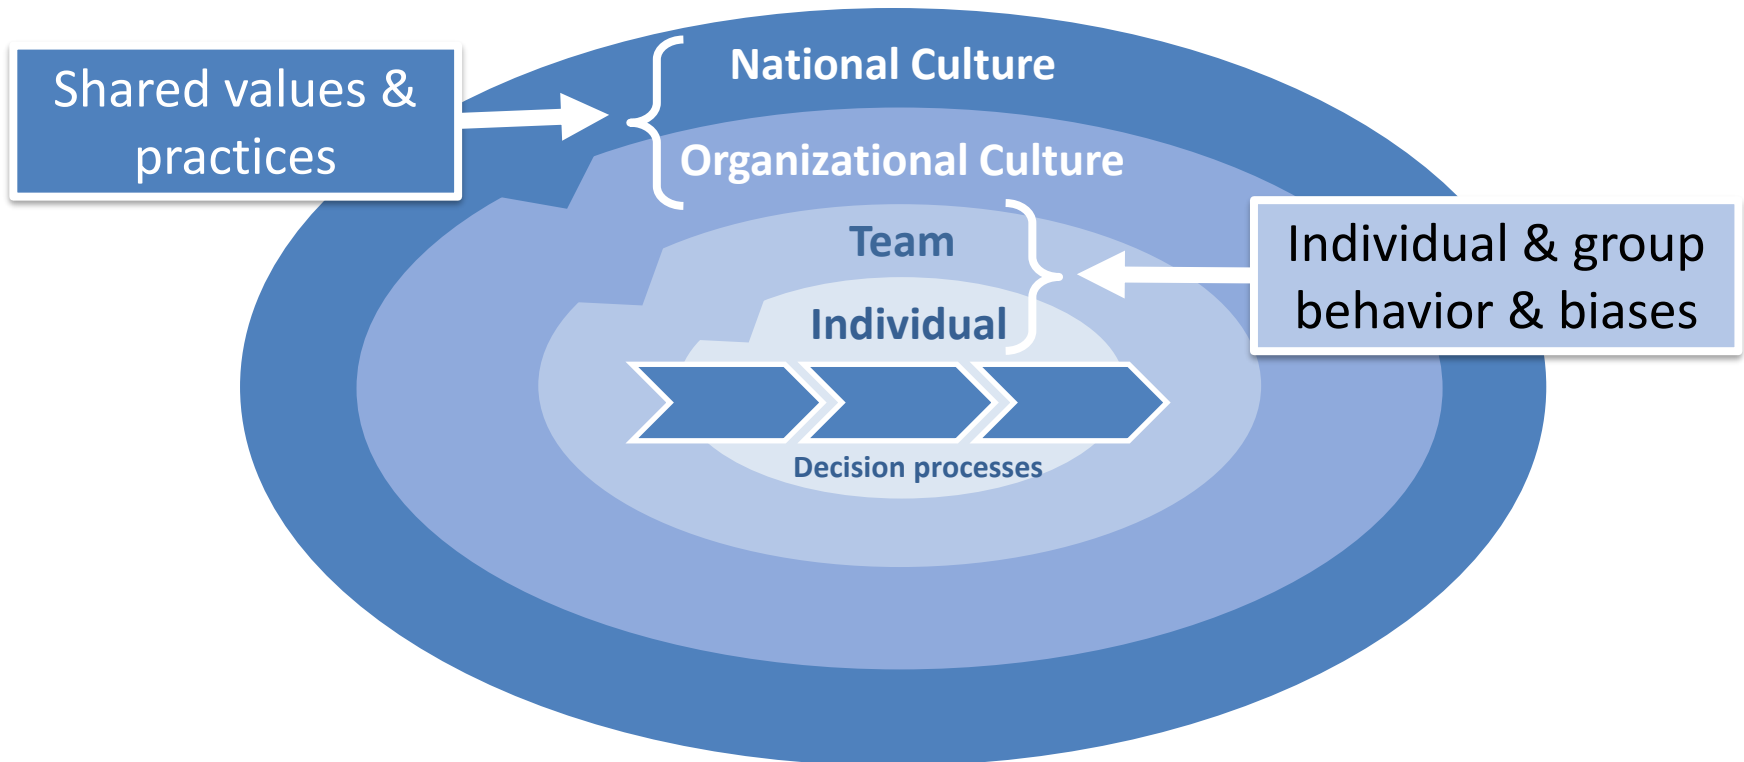 Shared values &
practices
National Culture
Organizational Culture
Team
Individual
Individual & group
behavior & biases
Decision processes